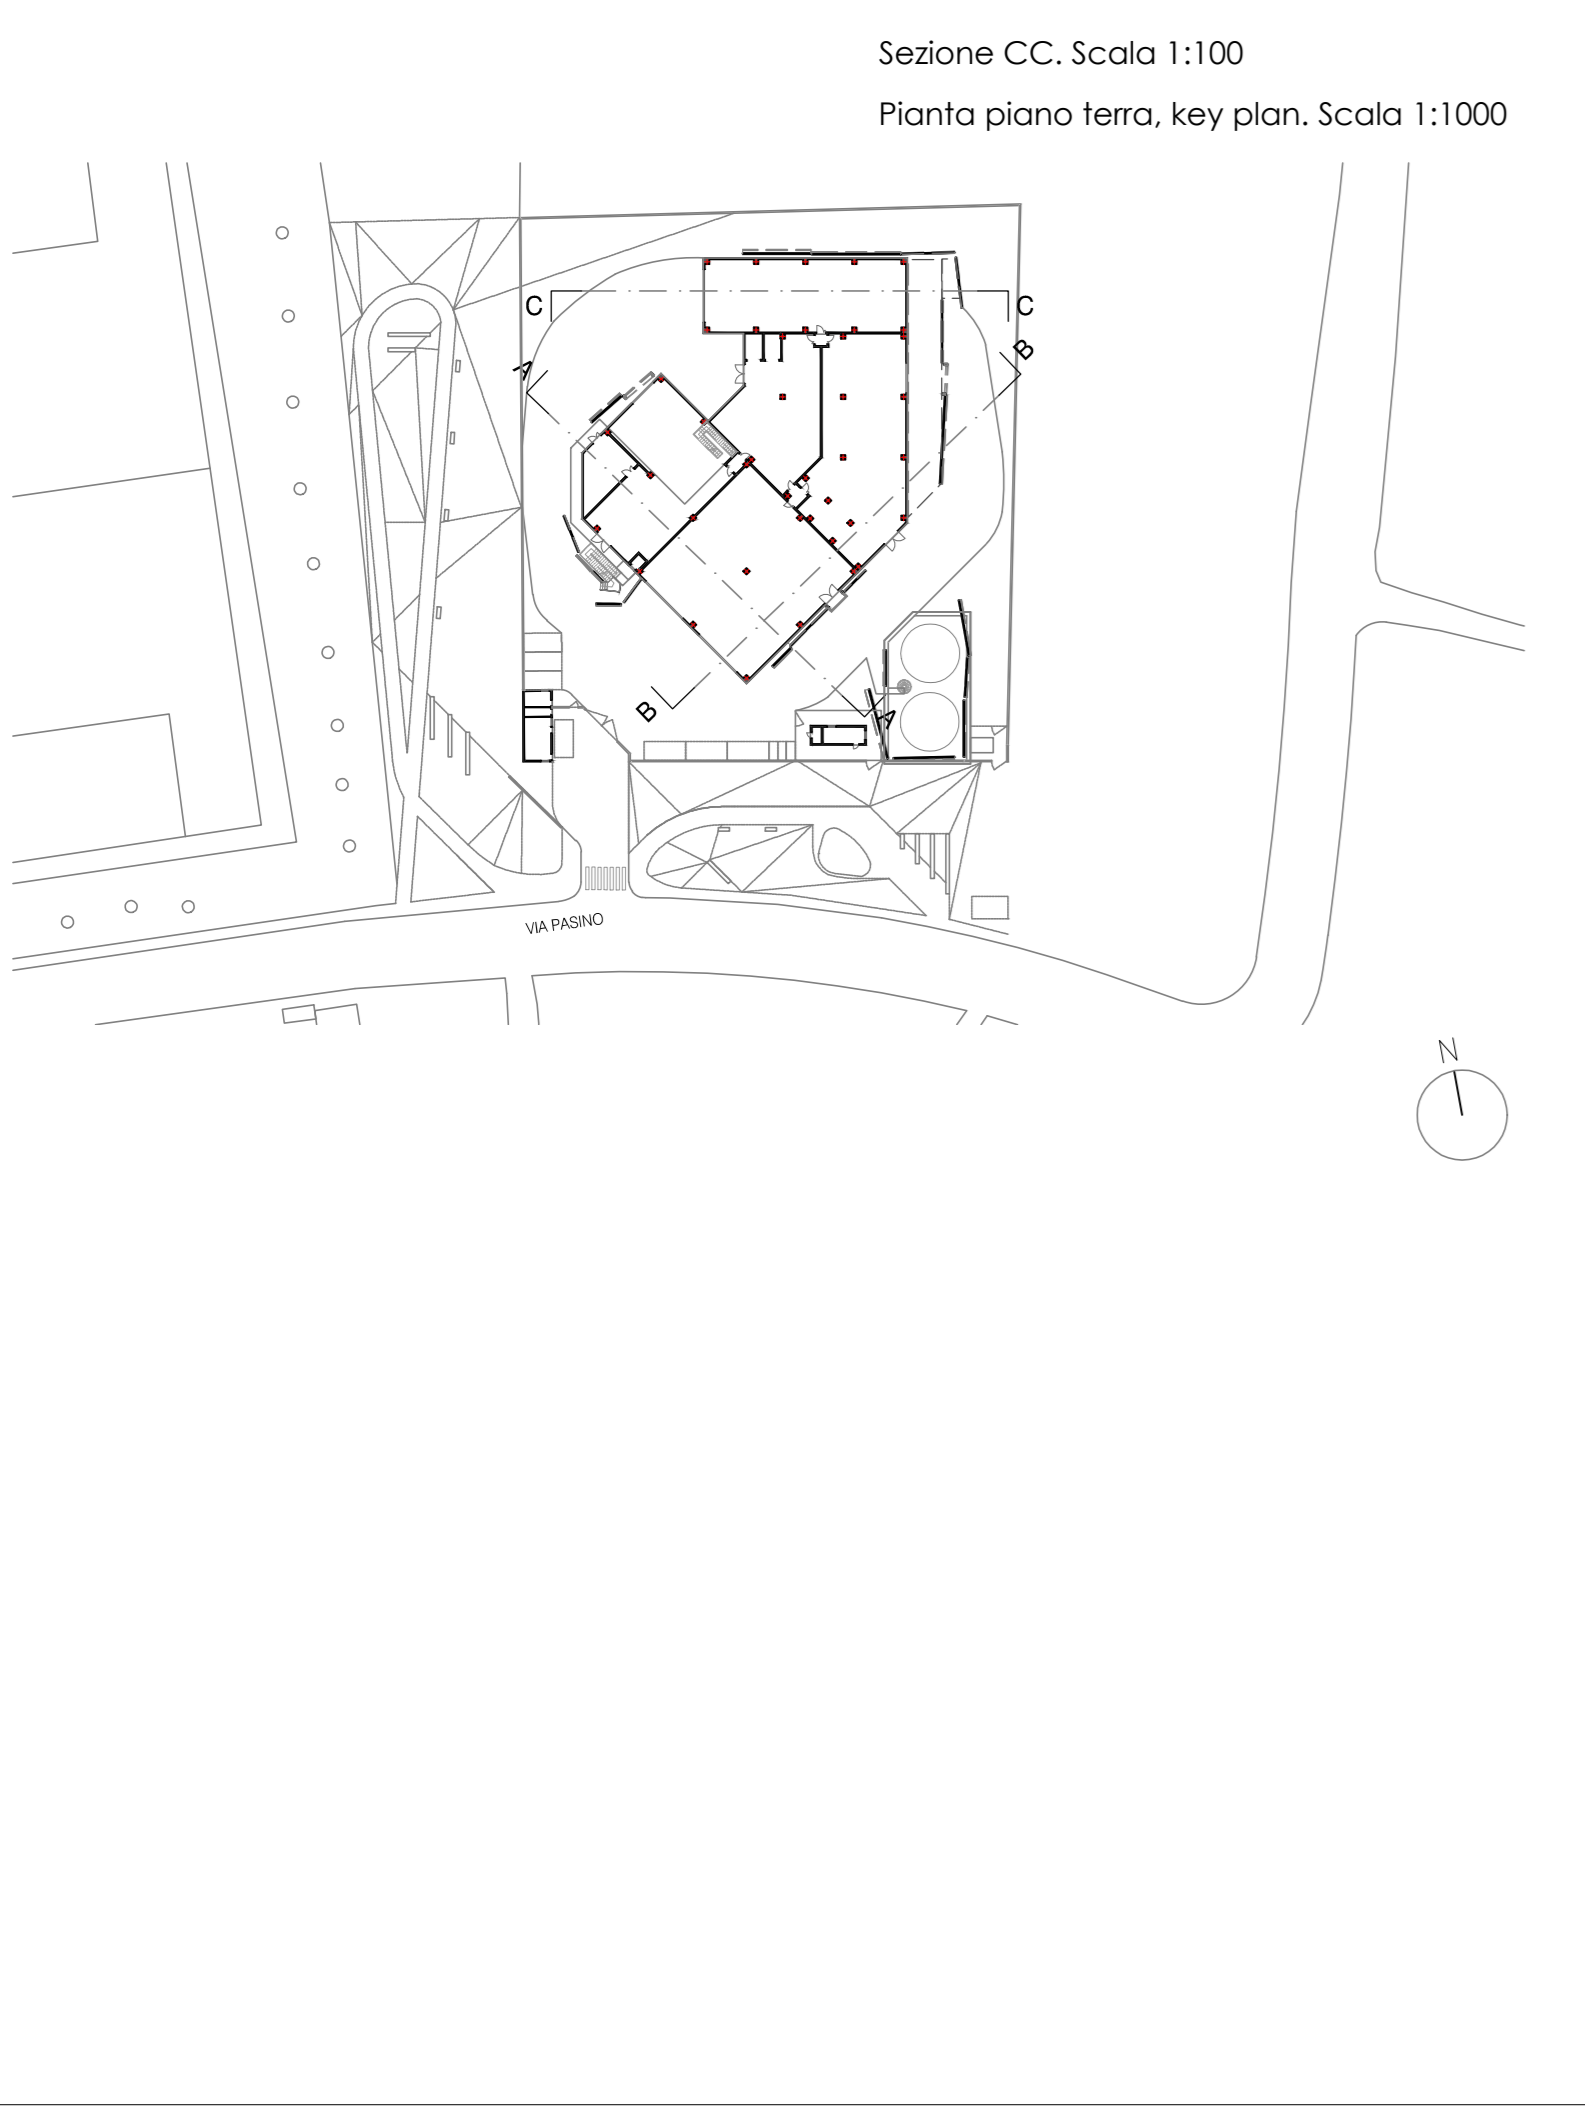 Sezione CC. Scala 1:100
Pianta piano terra, key plan. Scala 1:1000
C
C
B
A
B
A
VIA PASINO
N